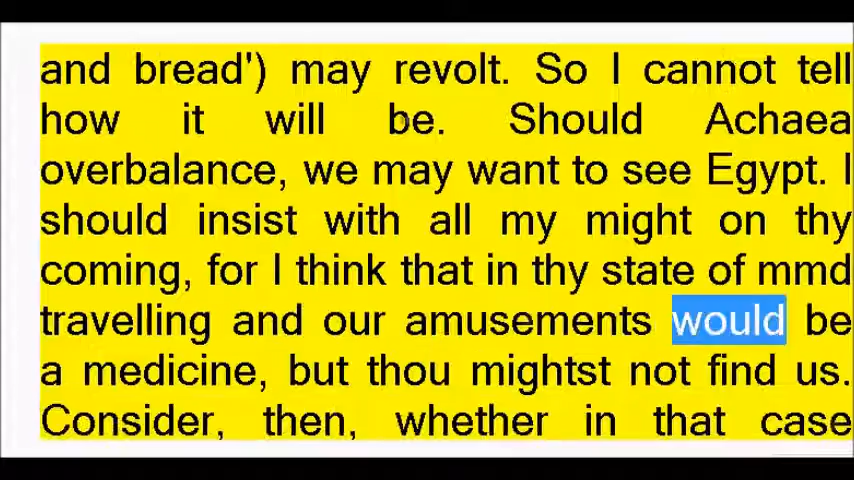 and bread') may revolt. So I cannot tell
how it will be. Should Achaea
overbalance, we may want to see Egypt. I
should insist with all my might on thy
coming, for I think that in thy state of mmd
travelling and our amusements would be
a medicine, but thou mightst not find us.
Consider, then, whether in that case